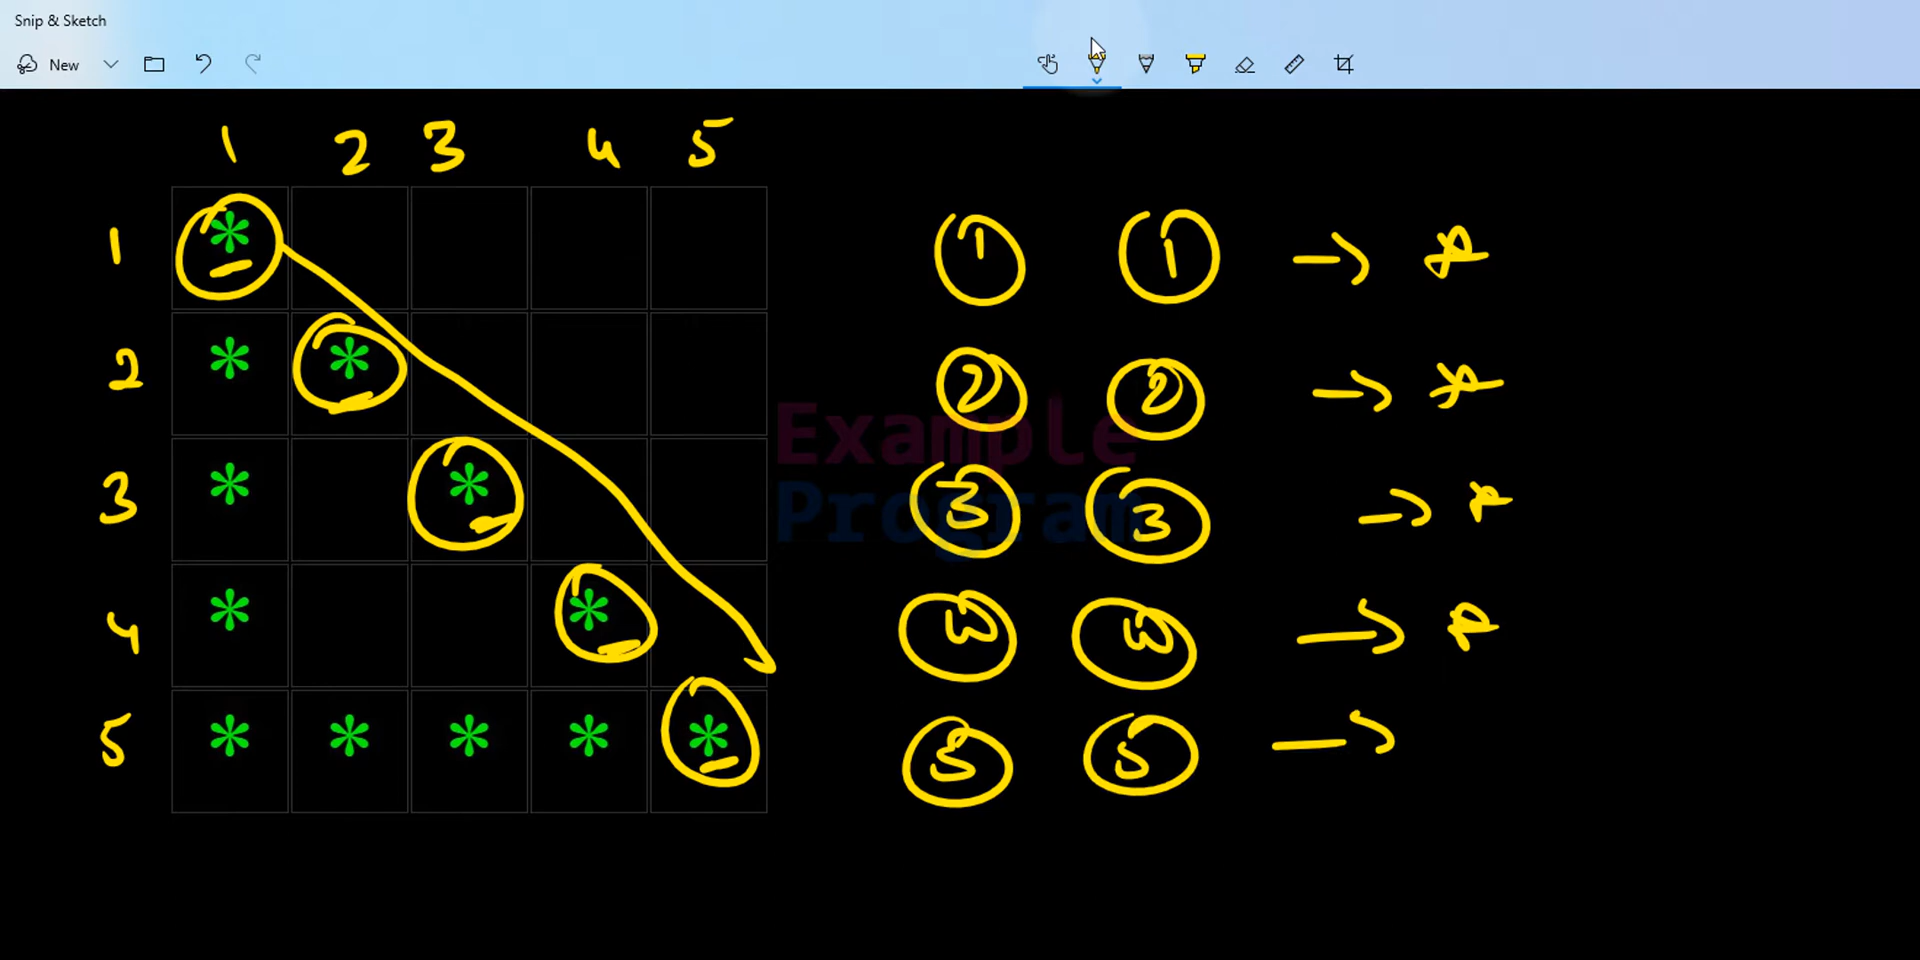 Snip & Sketch
New
1 2 3 4 5
1 * 1 1 → *
2 * * 2 2 → *
Example
3 * * 3 3 → *
Program
4 * * 4 4 → *
5 * * * * * 5 5 →